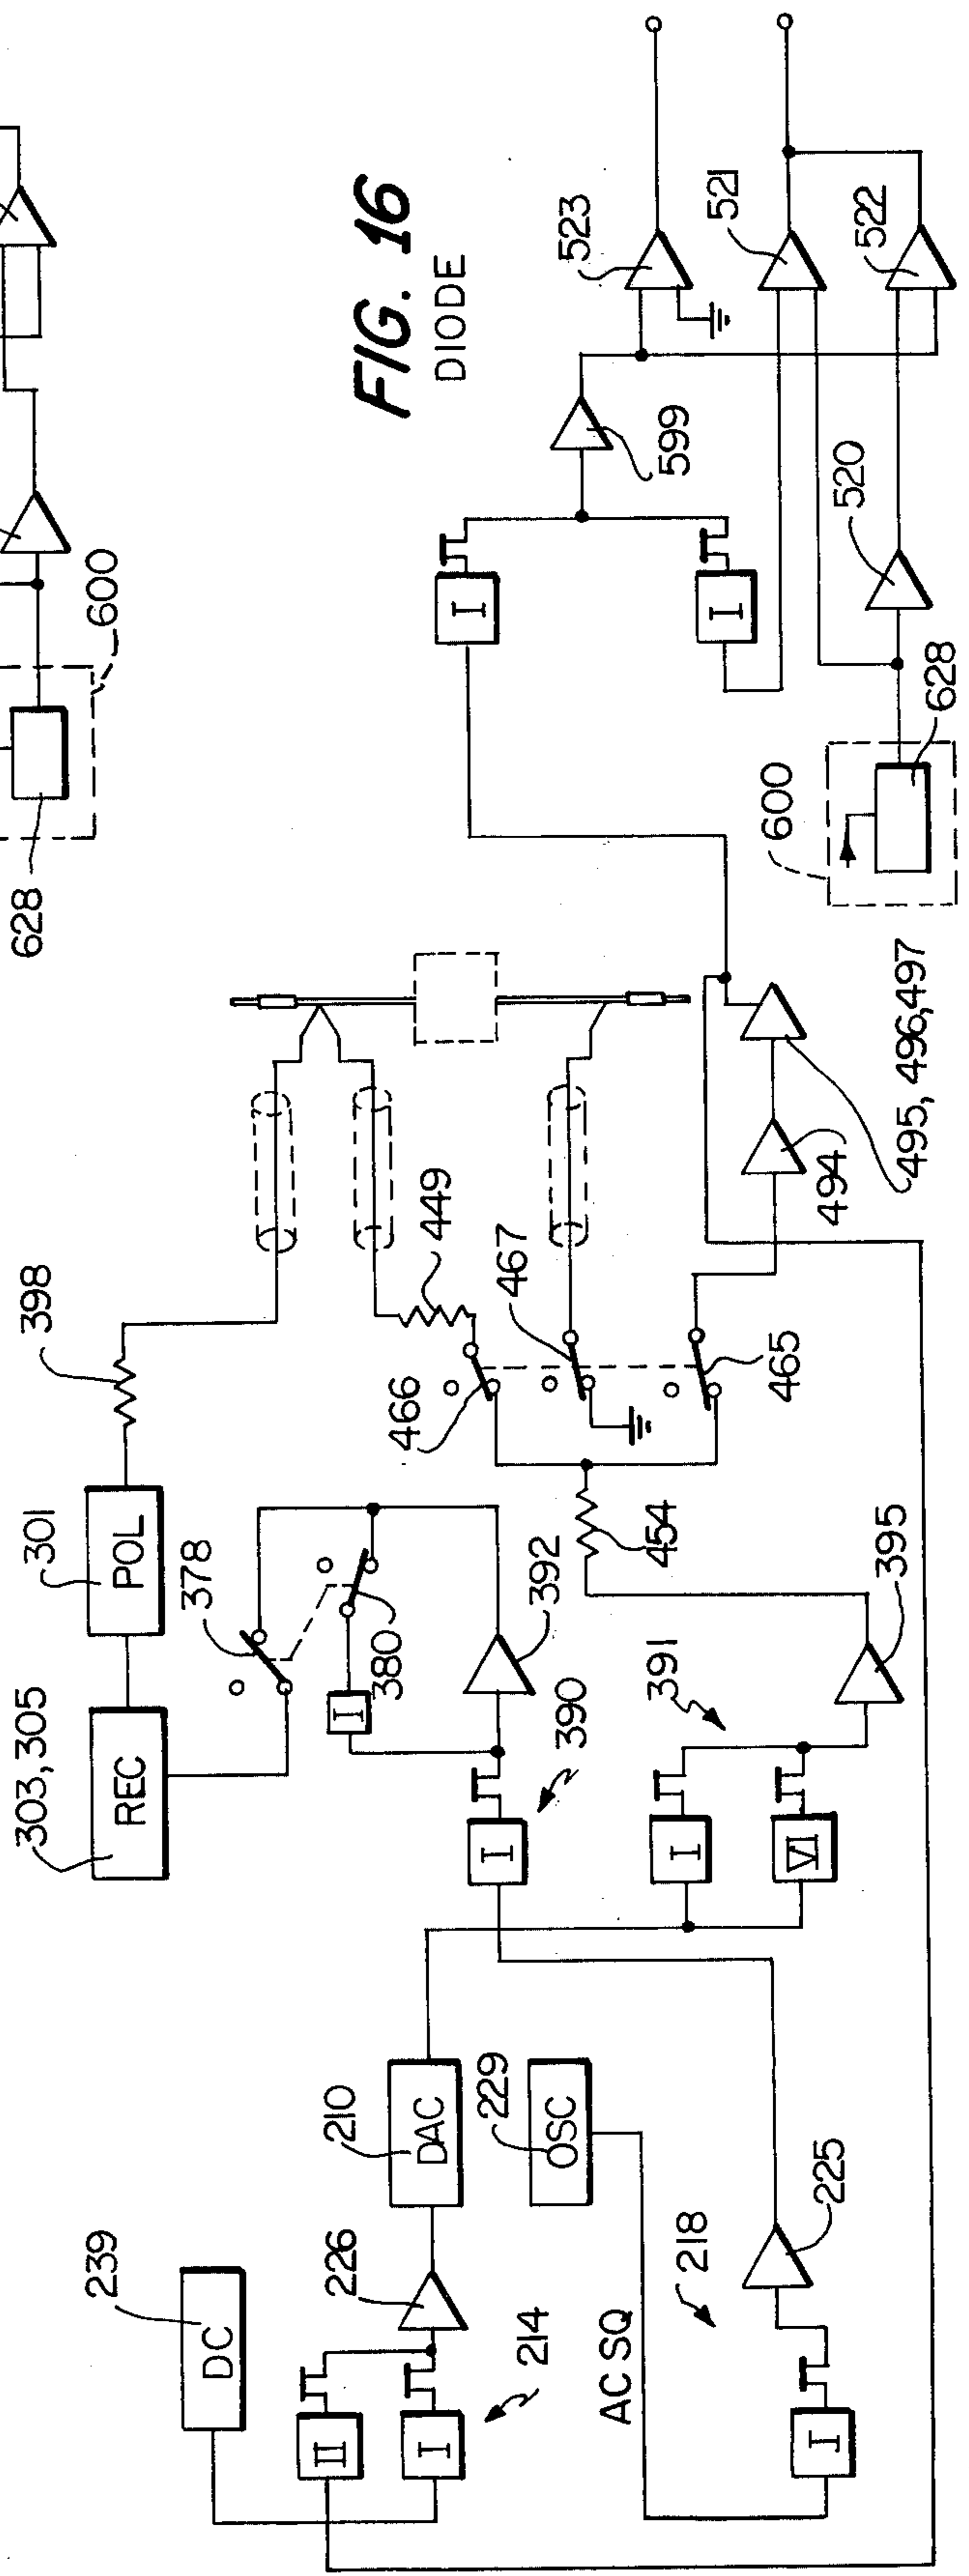 628
600
FIG. 16
DIODE
398
301
POL
303, 305
REC
378
380
I
392
390
I
239
DC
II
I
226
214
210
DAC
229
OSC
AC SQ
218
I
225
391
I
VI
395
454
449
466
467
465
494
495, 496, 497
I
I
599
523
521
522
520
600
628